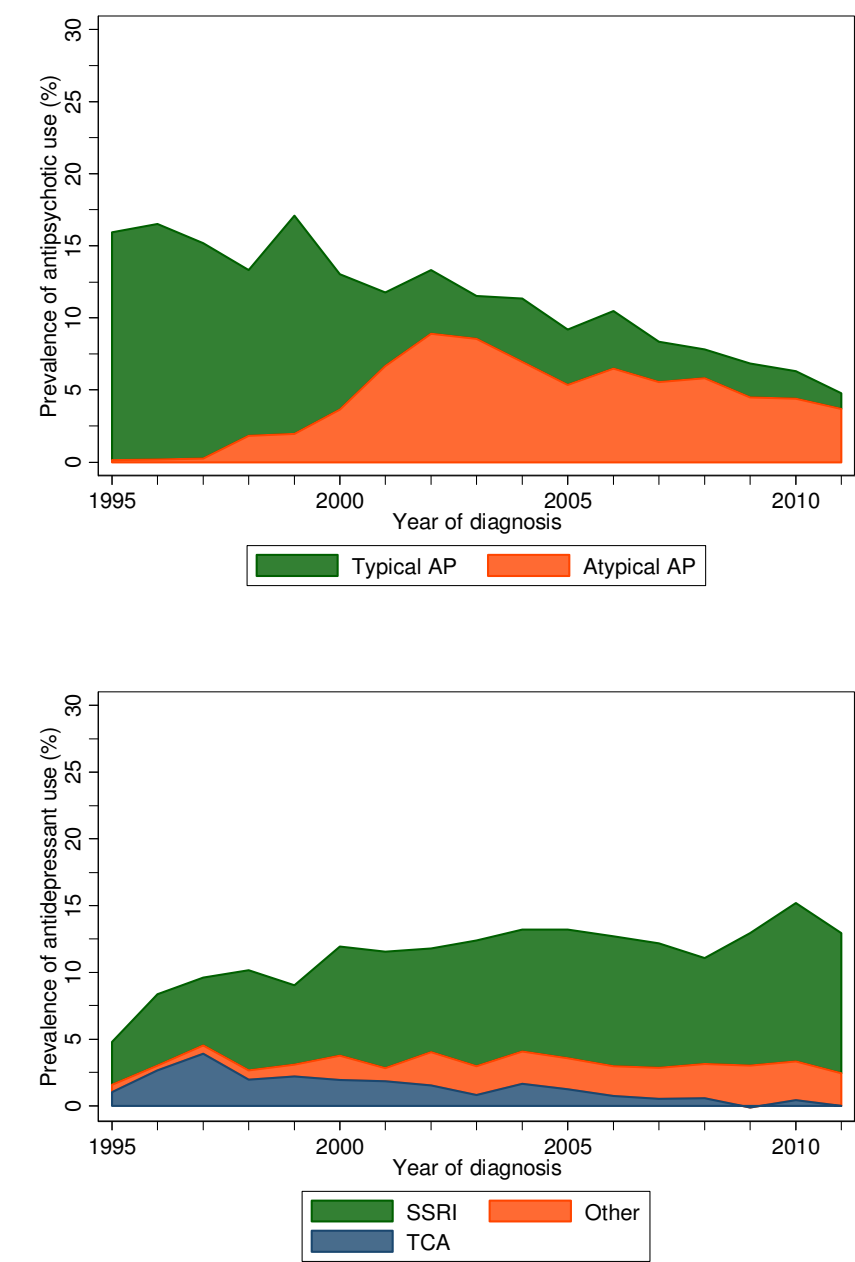 Prevalence of antipsychotic use (%)
30
25
20
15
10
5
0
1995 2000 2005 2010
Year of diagnosis
Typical AP Atypical AP
Prevalence of antidepressant use (%)
30
25
20
15
10
5
0
1995 2000 2005 2010
Year of diagnosis
SSRI Other
TCA